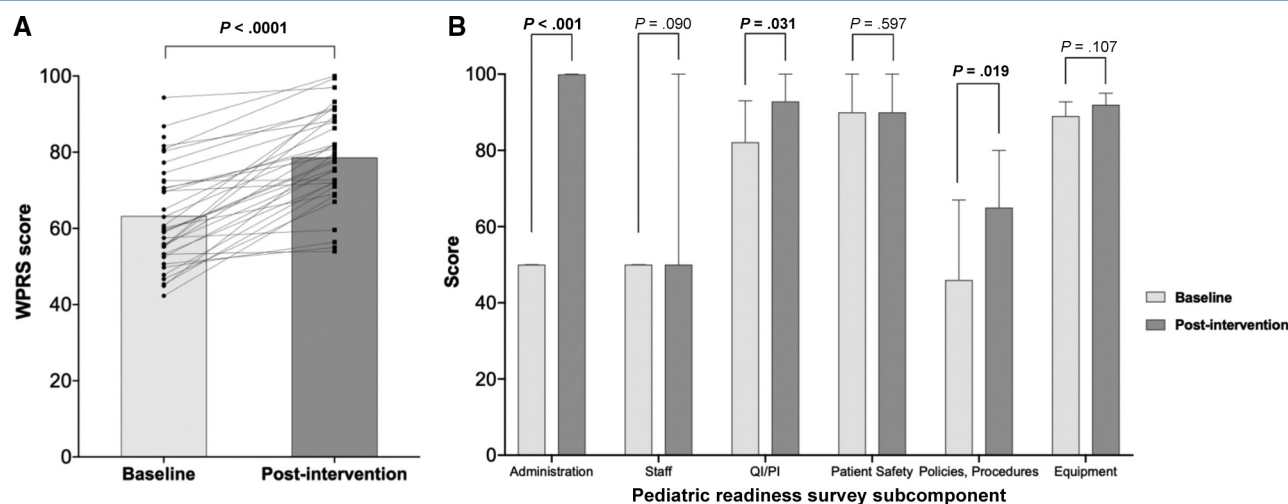 A
P < .0001
WPRS score
100
80
60
40
20
0
Baseline
Post-intervention
B
P < .001
P = .090
P = .031
P = .597
P = .019
P = .107
Score
100
80
60
40
20
0
Administration
Staff
QI/PI
Patient Safety
Policies, Procedures
Equipment
Pediatric readiness survey subcomponent
Baseline
Post-intervention